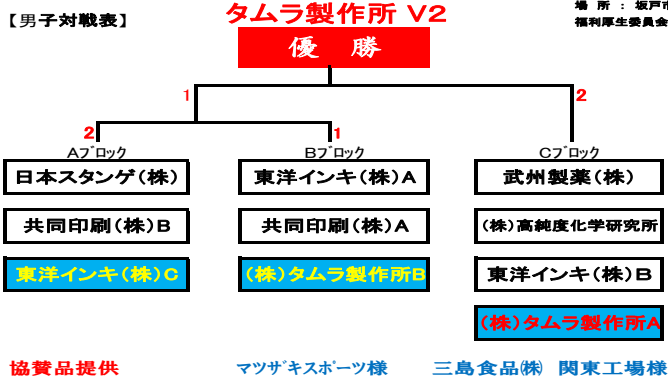 【男子対戦表】
タムラ製作所 V2
場 所 : 坂戸市
福利厚生委員会
優 勝
1
2
2
1
Aブロック
Bブロック
Cブロック
日本スタンゲ(株)
東洋インキ(株)A
武州製薬(株)
共同印刷(株)B
共同印刷(株)A
(株)高純度化学研究所
東洋インキ(株)C
(株)タムラ製作所B
東洋インキ(株)B
(株)タムラ製作所A
協賛品提供
マツザキスポーツ様
三島食品㈱ 関東工場様